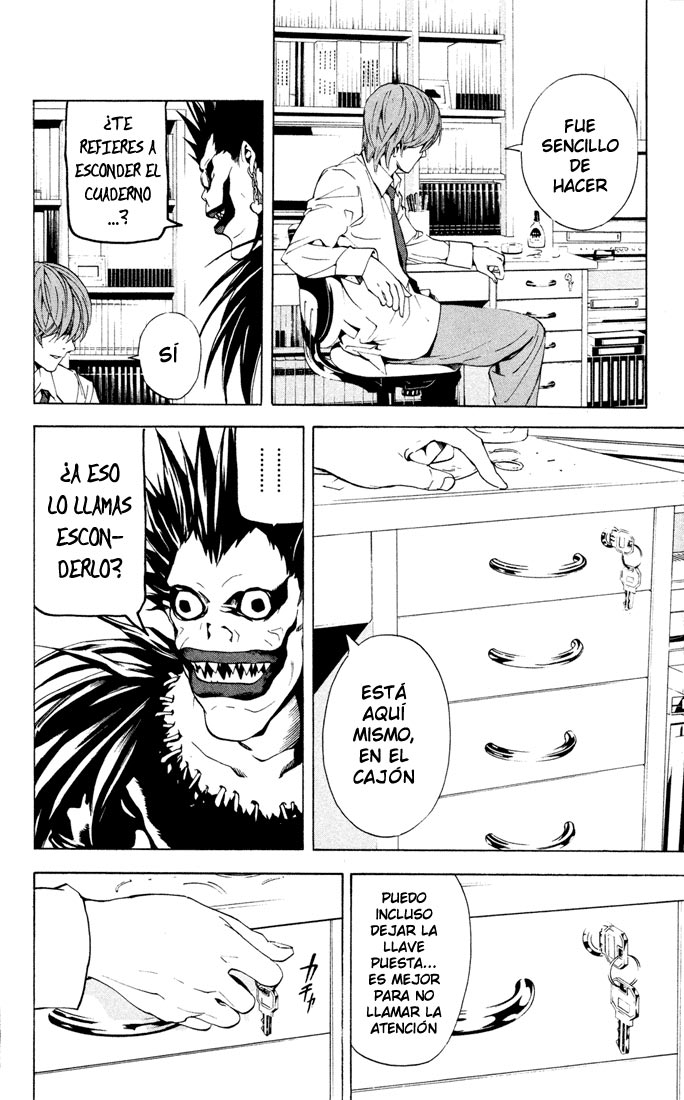 FUE
SENCILLO
DE
HACER
¿TE
REFIERES A
ESCONDER EL
CUADERNO
...?
SÍ
ESTÁ
AQUÍ
MISMO,
EN EL
CAJÓN
........
¿A ESO
LO LLAMAS
ESCON-
DERLO?
PUEDO
INCLUSO
DEJAR LA
LLAVE
PUESTA...
ES MEJOR
PARA NO
LLAMAR LA
ATENCIÓN
カチャ